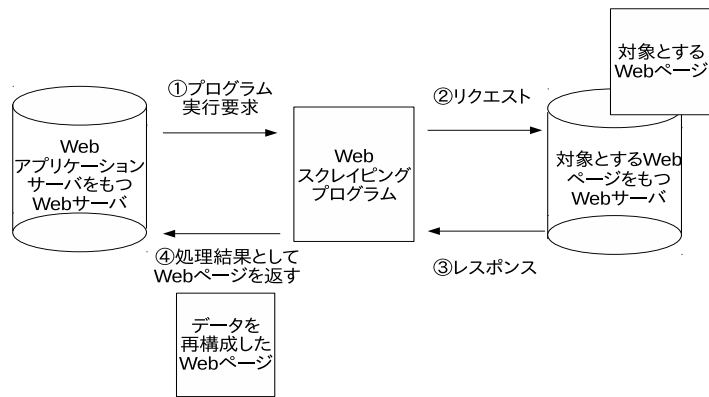 対象とする
Webページ
①プログラム
実行要求
②リクエスト
Web
アプリケーション
サーバをもつ
Webサーバ
Web
スクレイピング
プログラム
対象とするWeb
ページをもつ
Webサーバ
④処理結果として
Webページを返す
③レスポンス
データを
再構成した
Webページ